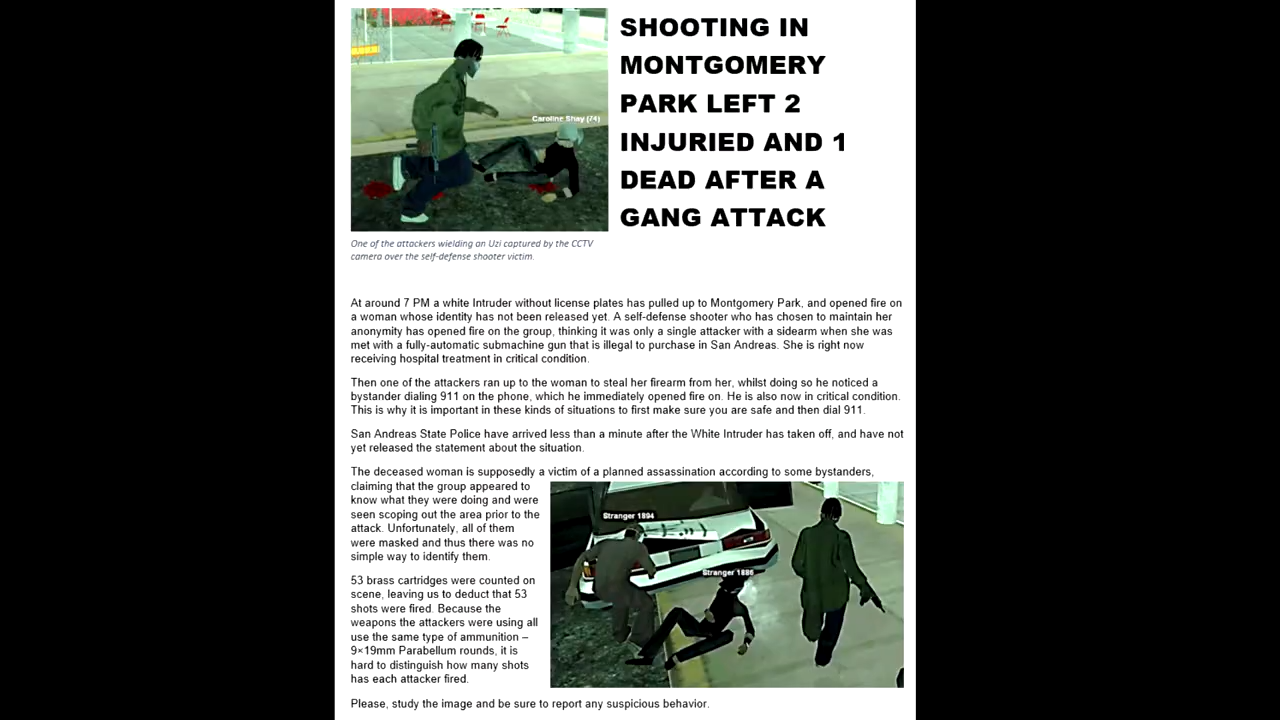 SHOOTING IN
MONTGOMERY
PARK LEFT 2
INJURIED AND 1
DEAD AFTER A
GANG ATTACK
Caroline Shay (74)
One of the attackers wielding an Uzi captured by the CCTV
camera over the self-defense shooter victim.
At around 7 PM a white Intruder without license plates has pulled up to Montgomery Park, and opened fire on
a woman whose identity has not been released yet. A self-defense shooter who has chosen to maintain her
anonymity has opened fire on the group, thinking it was only a single attacker with a sidearm when she was
met with a fully-automatic submachine gun that is illegal to purchase in San Andreas. She is right now
receiving hospital treatment in critical condition.
Then one of the attackers ran up to the woman to steal her firearm from her, whilst doing so he noticed a
bystander dialing 911 on the phone, which he immediately opened fire on. He is also now in critical condition.
This is why it is important in these kinds of situations to first make sure you are safe and then dial 911.
San Andreas State Police have arrived less than a minute after the White Intruder has taken off, and have not
yet released the statement about the situation.
The deceased woman is supposedly a victim of a planned assassination according to some bystanders,
claiming that the group appeared to
know what they were doing and were
seen scoping out the area prior to the
attack. Unfortunately, all of them
were masked and thus there was no
simple way to identify them.
53 brass cartridges were counted on
scene, leaving us to deduct that 53
shots were fired. Because the
weapons the attackers were using all
use the same type of ammunition –
9×19mm Parabellum rounds, it is
hard to distinguish how many shots
has each attacker fired.
Stranger 1894
Stranger 1886
Please, study the image and be sure to report any suspicious behavior.